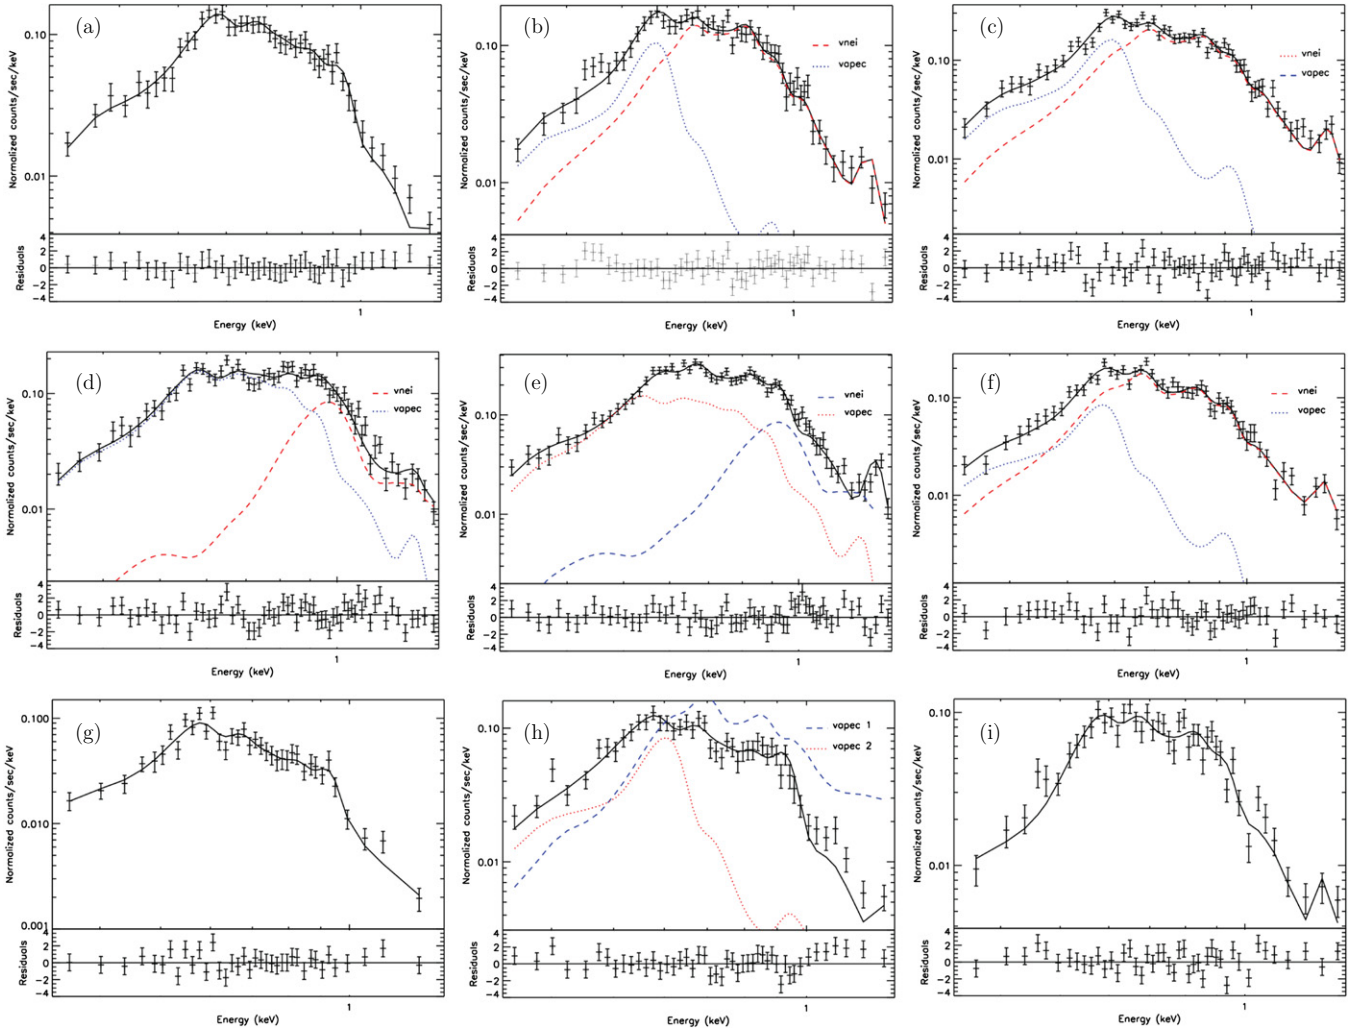 (a)
0.10
0.01
Normalized counts/sec/keV
4
2
0
−2
−4
Residuals
1
Energy (keV)
(b)
vnei
vapec
0.10
0.01
Normalized counts/sec/keV
4
2
0
−2
−4
Residuals
1
Energy (keV)
(c)
vnei
vapec
0.10
0.01
Normalized counts/sec/keV
4
2
0
−2
−4
Residuals
1
Energy (keV)
(d)
vnei
vapec
0.10
0.01
Normalized counts/sec/keV
4
2
0
−2
−4
Residuals
1
Energy (keV)
(e)
vnei
vapec
0.10
0.01
Normalized counts/sec/keV
4
2
0
−2
−4
Residuals
1
Energy (keV)
(f)
vnei
vapec
0.10
0.01
Normalized counts/sec/keV
4
2
0
−2
−4
Residuals
1
Energy (keV)
(g)
0.100
0.010
0.001
Normalized counts/sec/keV
4
2
0
−2
−4
Residuals
1
Energy (keV)
(h)
vapec 1
vapec 2
0.10
0.01
Normalized counts/sec/keV
4
2
0
−2
−4
Residuals
1
Energy (keV)
(i)
0.10
0.01
Normalized counts/sec/keV
4
2
0
−2
−4
Residuals
1
Energy (keV)